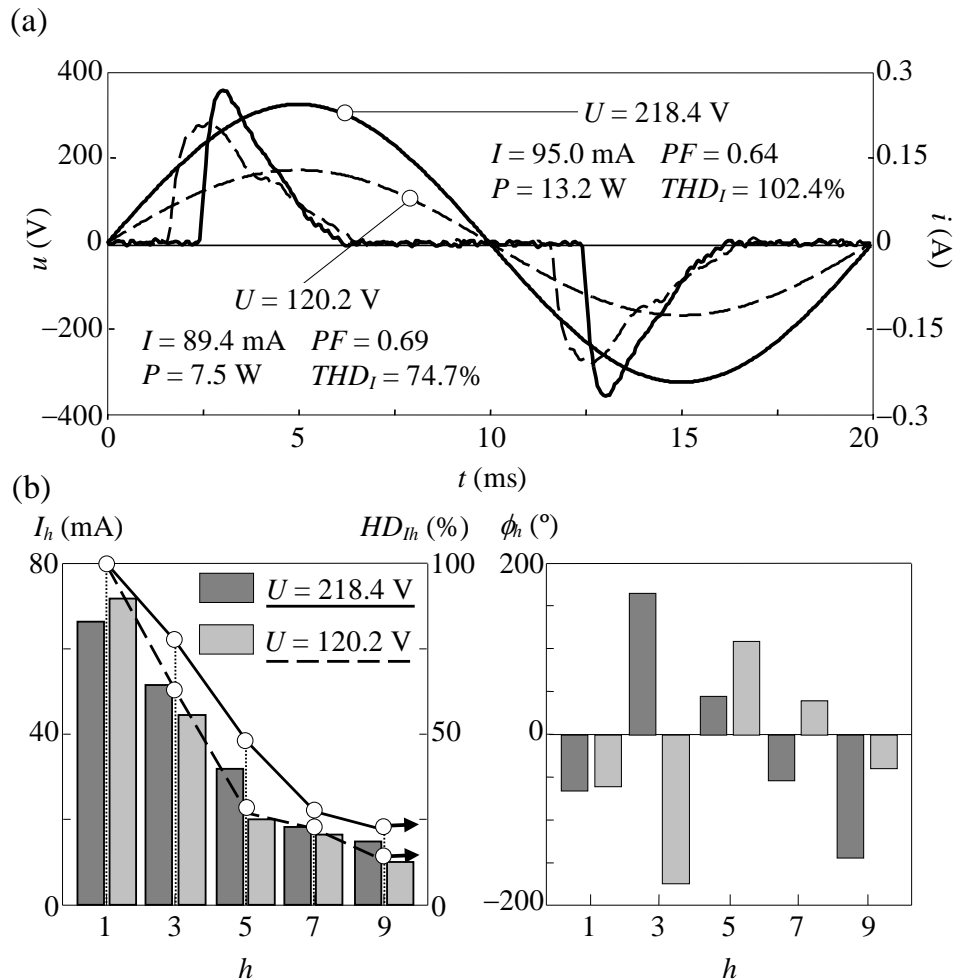 (a)
400
200
0
−200
−400
u (V)
0.3
0.15
0
−0.15
−0.3
i (A)
U = 218.4 V
I = 95.0 mA PF = 0.64
P = 13.2 W THD_I = 102.4%
U = 120.2 V
I = 89.4 mA PF = 0.69
P = 7.5 W THD_I = 74.7%
0 5 10 15 20
t (ms)
(b)
I_h (mA) HD_Ih (%)
80
40
0
100
50
0
U = 218.4 V
U = 120.2 V
1 3 5 7 9
h
ϕ_h (º)
200
0
−200
1 3 5 7 9
h